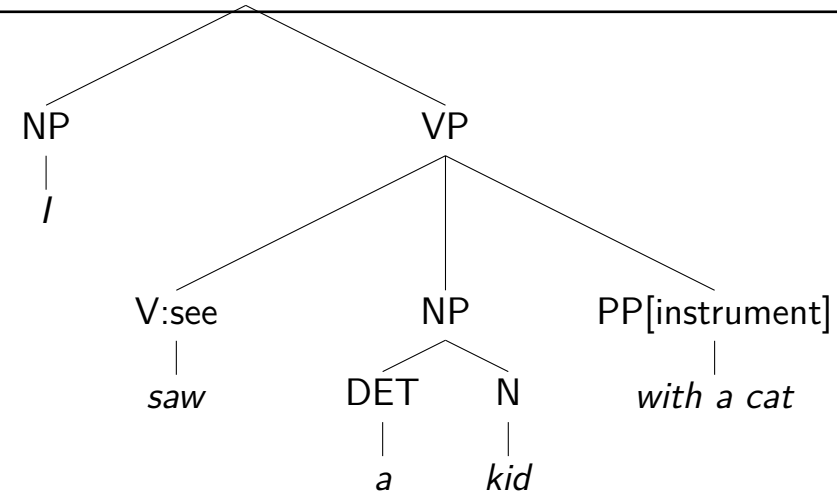 NP VP
I
V:see NP PP[instrument]
saw DET N with a cat
a kid